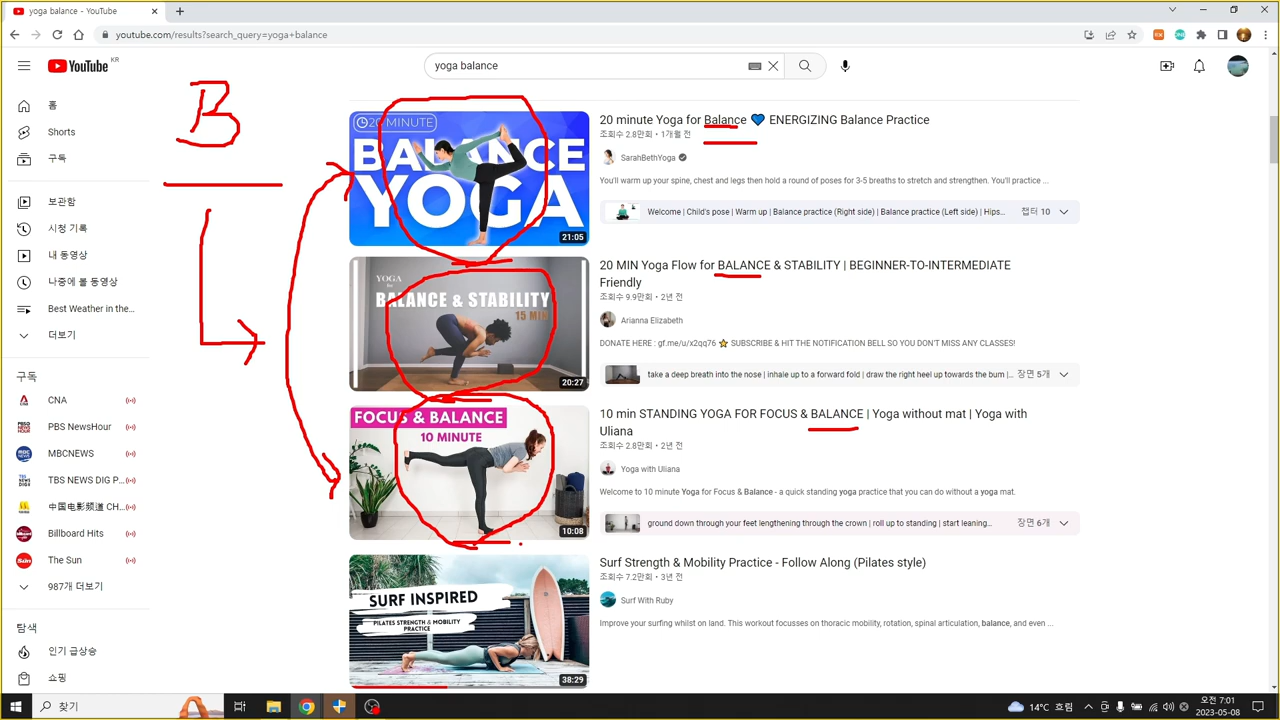 yoga balance - YouTube
youtube.com/results?search_query=yoga+balance
YouTube KR
yoga balance
B
홈
Shorts
구독
보관함
시청 기록
내 동영상
나중에 볼 동영상
Best Weather in the...
더보기
구독
CNA
PBS NewsHour
MBCNEWS
TBS NEWS DIG P...
中国电影频道 CH...
Billboard Hits
The Sun
987개 더보기
탐색
인기 급상승
쇼핑
20 MINUTE
BALANCE
YOGA
21:05
20 minute Yoga for Balance 💙 ENERGIZING Balance Practice
조회수 2.8만회 • 1개월 전
SarahBethYoga
You'll warm up your spine, chest and legs then hold a round of poses for 3-5 breaths to stretch and strengthen. You'll practice ...
Welcome | Child's pose | Warm up | Balance practice (Right side) | Balance practice (Left side) | Hips... 챕터 10
YOGA
for
BALANCE & STABILITY
15 MIN
20:27
20 MIN Yoga Flow for BALANCE & STABILITY | BEGINNER-TO-INTERMEDIATE
Friendly
조회수 9.9만회 • 2년 전
Arianna Elizabeth
DONATE HERE : gf.me/u/x2qq76 ⭐ SUBSCRIBE & HIT THE NOTIFICATION BELL SO YOU DON'T MISS ANY CLASSES!
take a deep breath into the nose | inhale up to a forward fold | draw the right heel up towards the bum |... 장면 5개
FOCUS & BALANCE
10 MINUTE
10:08
10 min STANDING YOGA FOR FOCUS & BALANCE | Yoga without mat | Yoga with
Uliana
조회수 2.8만회 • 2년 전
Yoga with Uliana
Welcome to 10 minute Yoga for Focus & Balance - a quick standing yoga practice that you can do without a yoga mat.
ground down through your feet lengthening through the crown | roll up to standing | start leaning... 장면 6개
SURF INSPIRED
PILATES STRENGTH & MOBILITY
PRACTICE
38:29
Surf Strength & Mobility Practice - Follow Along (Pilates style)
조회수 7.2만회 • 3년 전
Surf With Ruby
Improve your surfing whilst on land. This workout focusses on thoracic mobility, rotation, spinal articulation, balance, and even ...
찾기
14°C 흐림
오전 7:01
2023-05-08